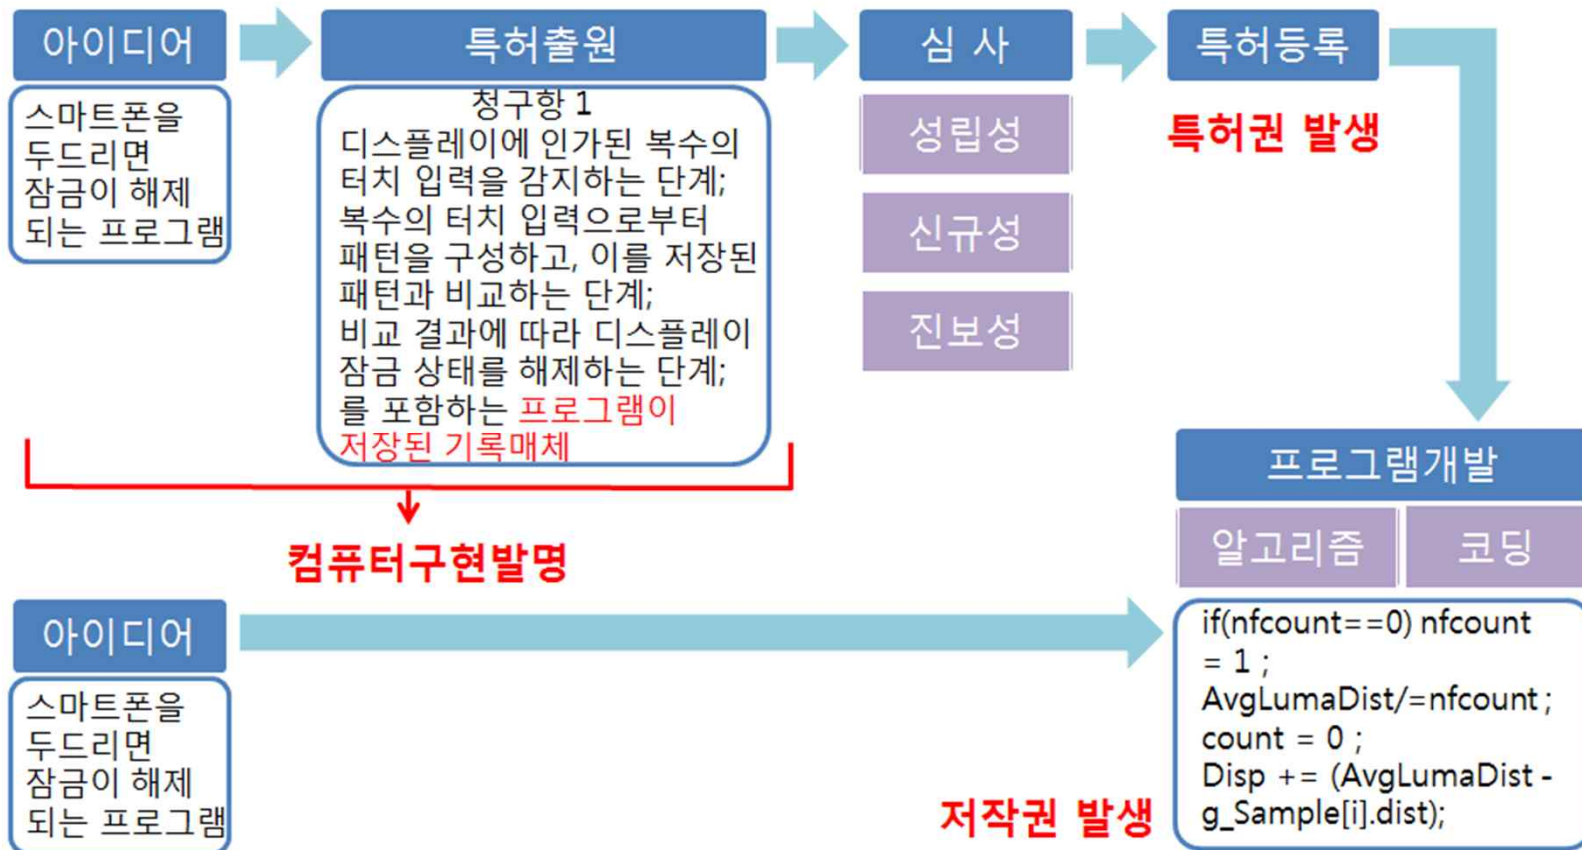 아이디어
특허출원
심 사
특허등록
스마트폰을
두드리면
잠금이 해제
되는 프로그램
청구항 1
디스플레이에 인가된 복수의
터치 입력을 감지하는 단계;
복수의 터치 입력으로부터
패턴을 구성하고, 이를 저장된
패턴과 비교하는 단계;
비교 결과에 따라 디스플레이
잠금 상태를 해제하는 단계;
를 포함하는 프로그램이
저장된 기록매체
성립성
신규성
진보성
특허권 발생
컴퓨터구현발명
프로그램개발
알고리즘
코딩
아이디어
스마트폰을
두드리면
잠금이 해제
되는 프로그램
저작권 발생
if(nfcount==0) nfcount
= 1 ;
AvgLumaDist/=nfcount ;
count = 0 ;
Disp += (AvgLumaDist -
g_Sample[i].dist);